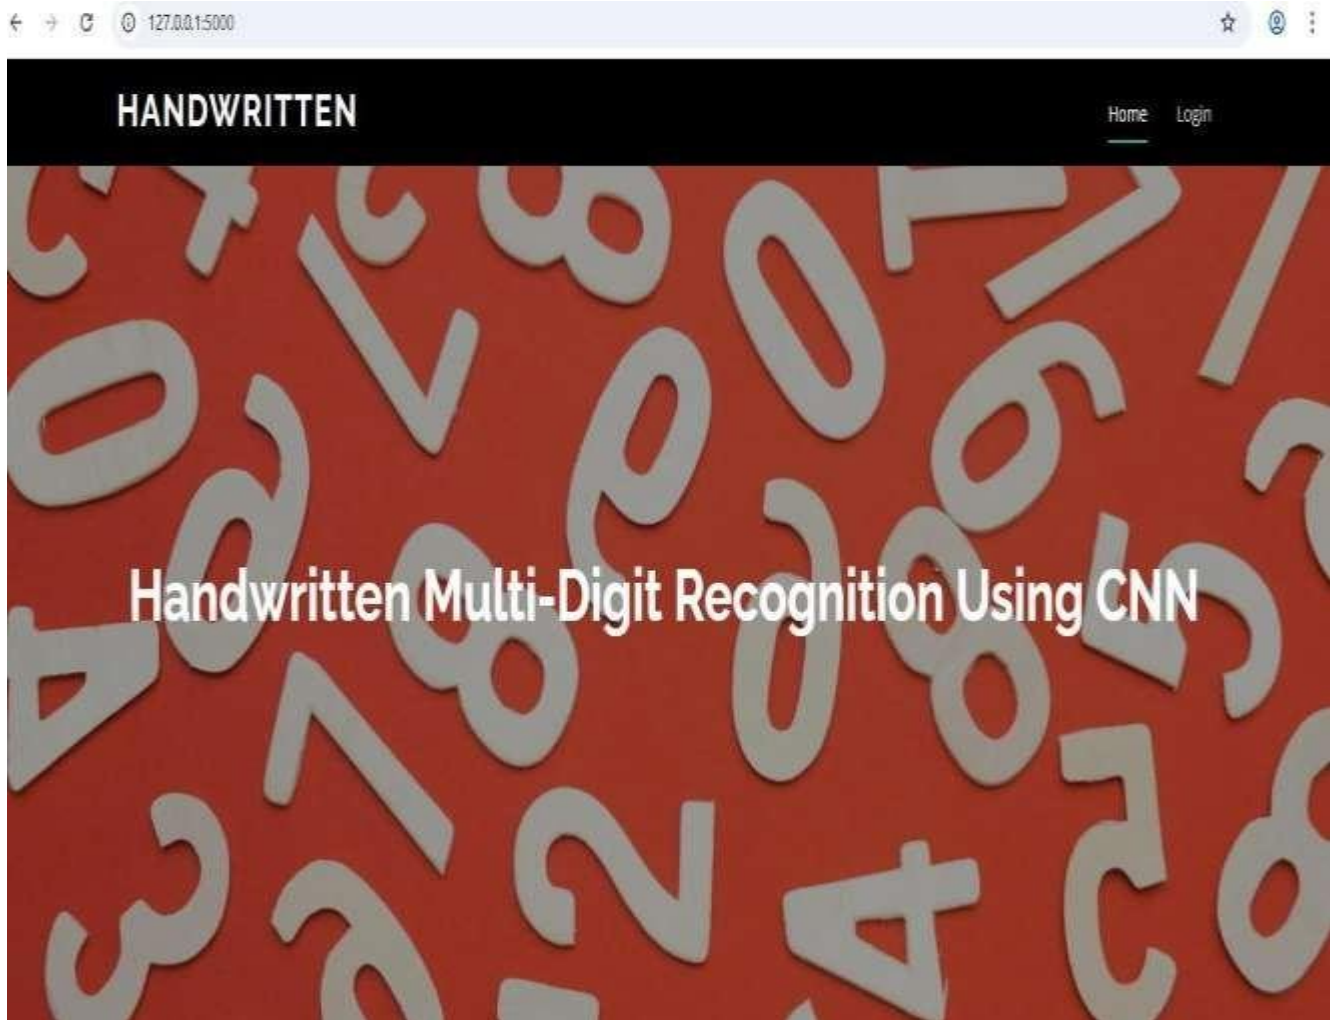 127.0.0.1:5000
HANDWRITTEN
Home Login
Handwritten Multi-Digit Recognition Using CNN